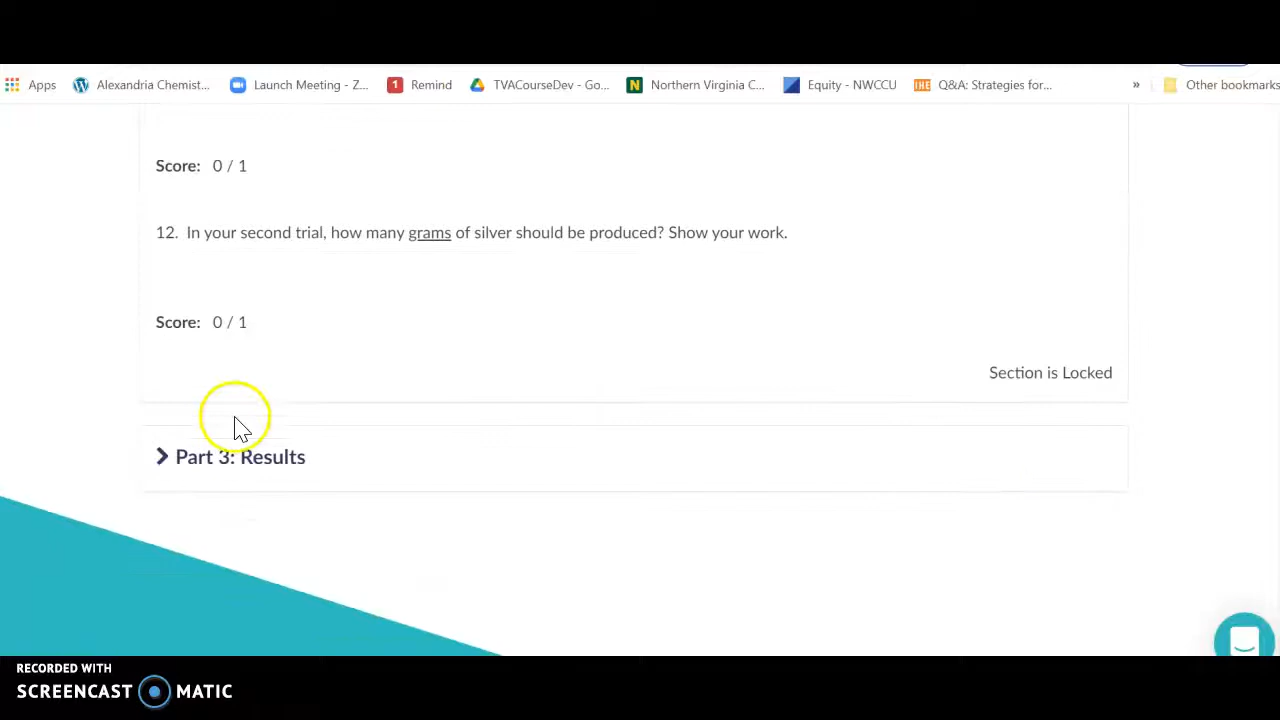 Apps Alexandria Chemist... Launch Meeting - Z... 1 Remind TVACourseDev - Go... N Northern Virginia C... Equity - NWCCU IHE Q&A: Strategies for... » Other bookmarks
Score: 0 / 1
12. In your second trial, how many grams of silver should be produced? Show your work.
Score: 0 / 1
Section is Locked
Part 3: Results
RECORDED WITH
SCREENCAST MATIC